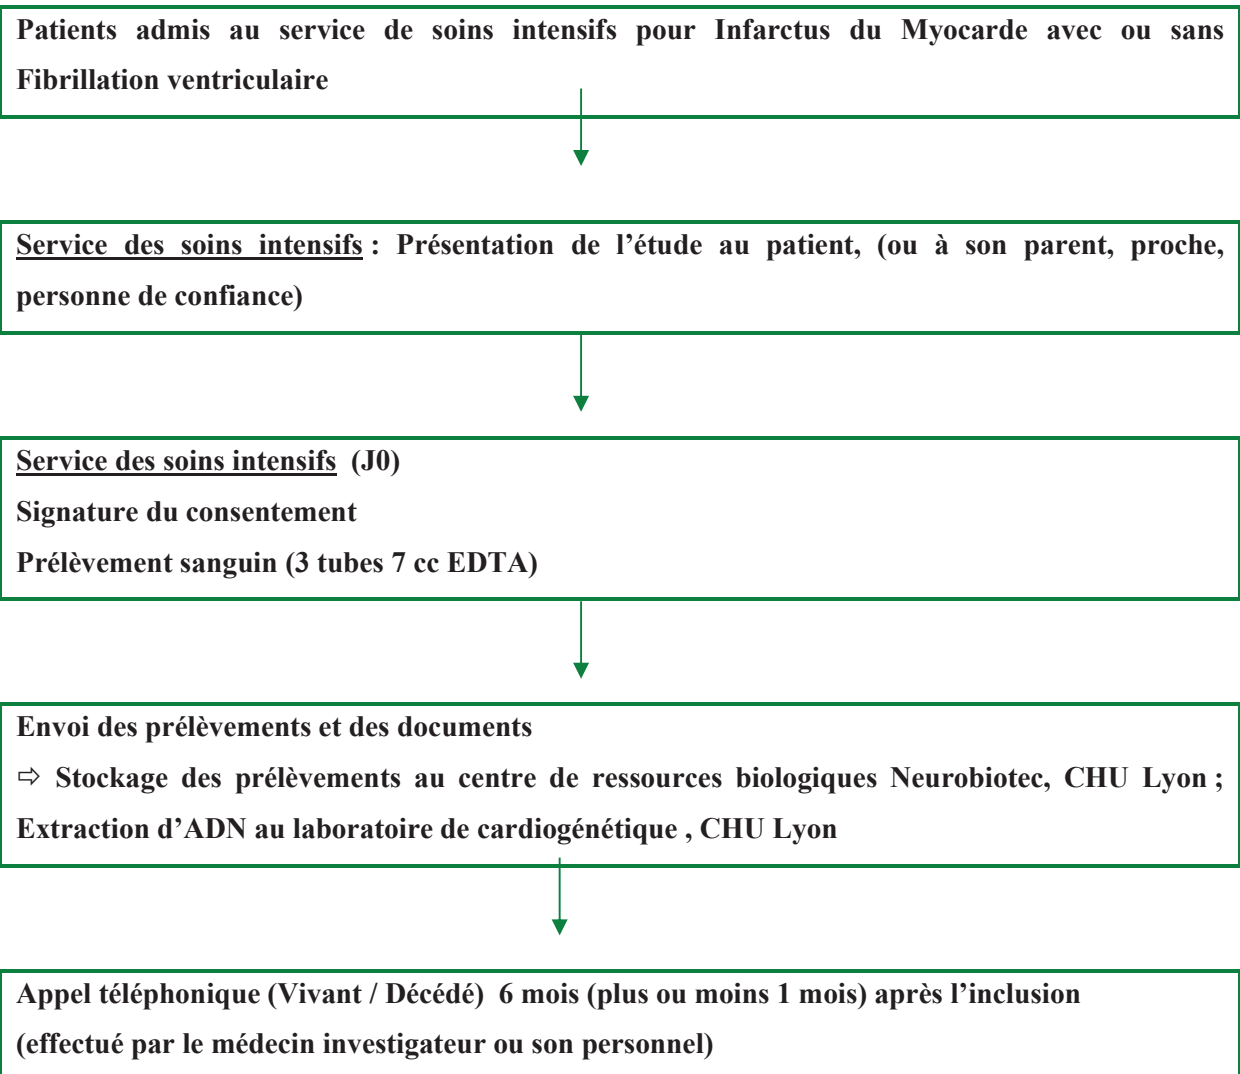 Patients admis au service de soins intensifs pour Infarctus du Myocarde avec ou sans
Fibrillation ventriculaire
Service des soins intensifs : Présentation de l’étude au patient, (ou à son parent, proche,
personne de confiance)
Service des soins intensifs (J0)
Signature du consentement
Prélèvement sanguin (3 tubes 7 cc EDTA)
Envoi des prélèvements et des documents
⇨ Stockage des prélèvements au centre de ressources biologiques Neurobiotec, CHU Lyon ;
Extraction d’ADN au laboratoire de cardiogénétique , CHU Lyon
Appel téléphonique (Vivant / Décédé) 6 mois (plus ou moins 1 mois) après l’inclusion
(effectué par le médecin investigateur ou son personnel)